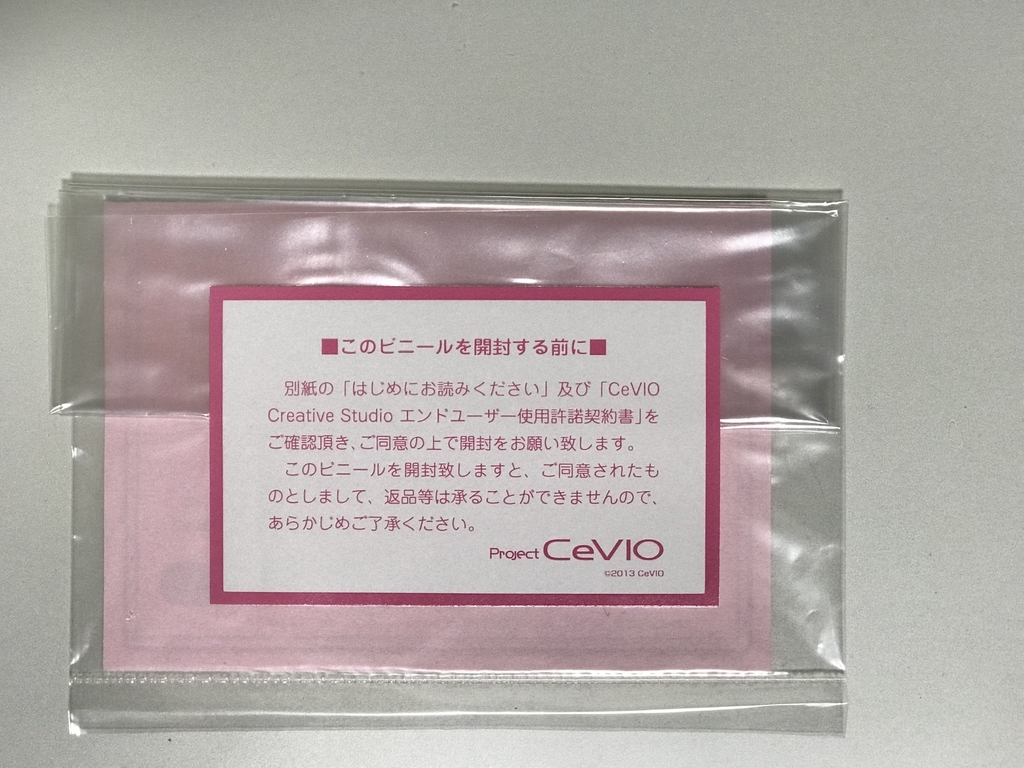 ■このビニールを開封する前に■
別紙の「はじめにお読みください」及び「CeVIO
Creative Studio エンドユーザー使用許諾契約書」を
ご確認頂き、ご同意の上で開封をお願い致します。
このビニールを開封致しますと、ご同意されたも
のとしまして、返品等は承ることができませんので、
あらかじめご了承ください。
Project CeVIO
©2013 CeVIO